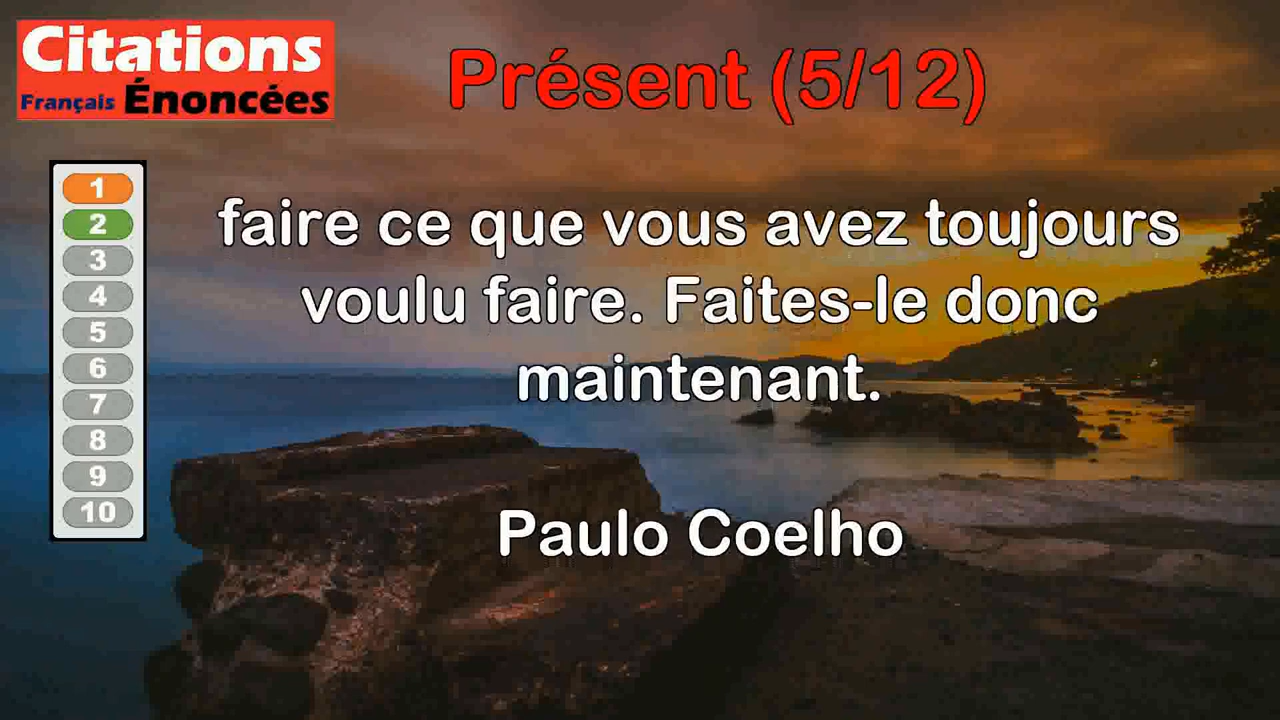 Citations
Français Énoncées
Présent (5/12)
1
2
3
4
5
6
7
8
9
10
faire ce que vous avez toujours
voulu faire. Faites-le donc
maintenant.
Paulo Coelho